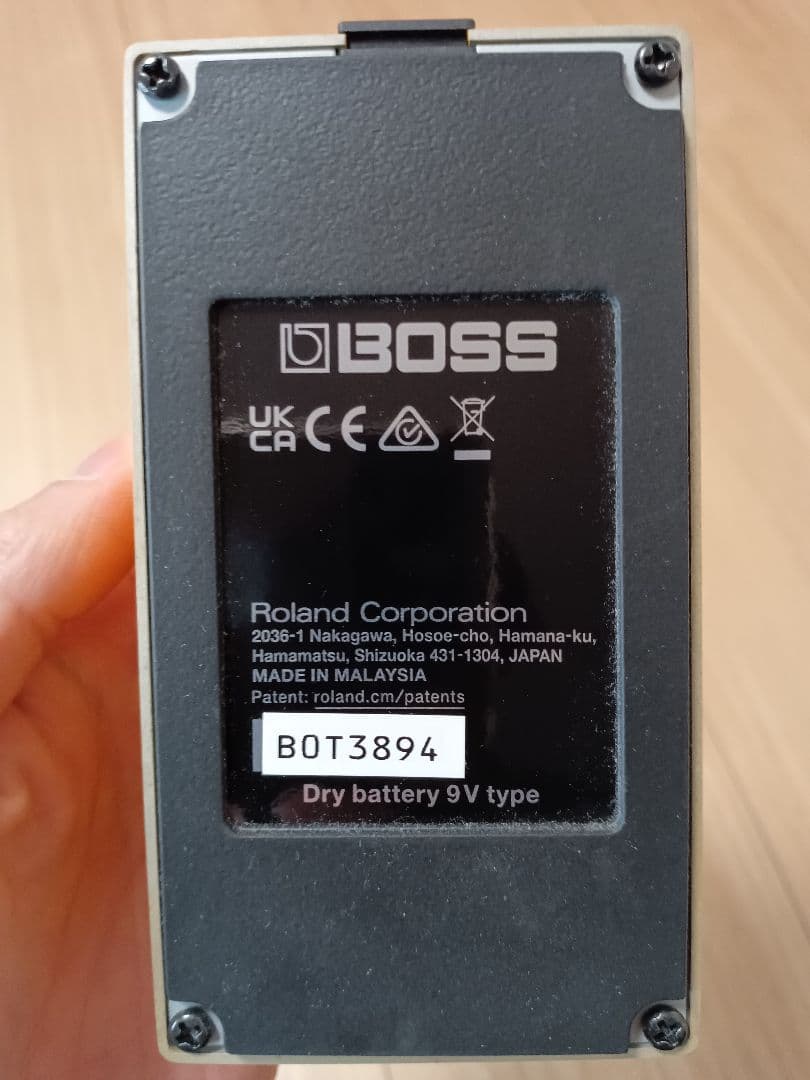 BOSS
UK
CA CE
Roland Corporation
2036-1 Nakagawa, Hosoe-cho, Hamana-ku,
Hamamatsu, Shizuoka 431-1304, JAPAN
MADE IN MALAYSIA
Patent: roland.cm/patents
B0T3894
Dry battery 9V type